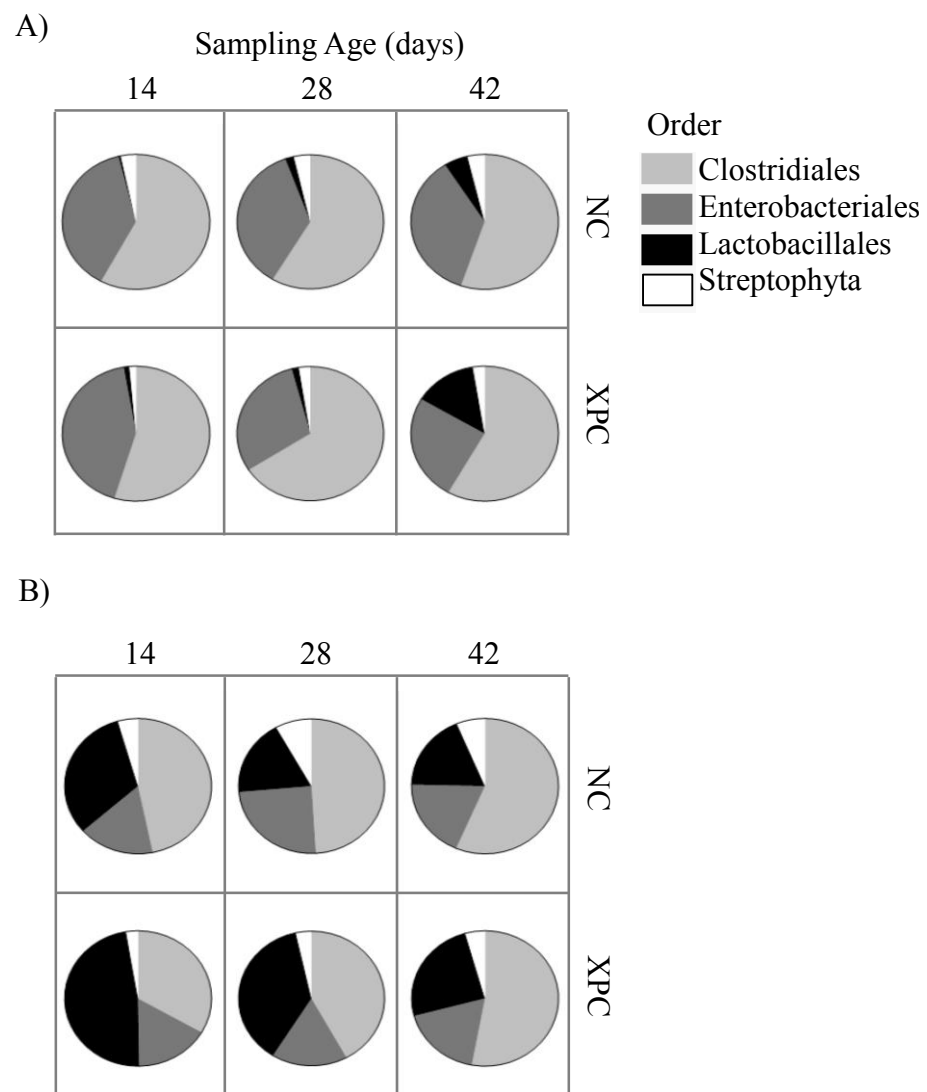 A)
Sampling Age (days)
14 28 42
Order
Clostridiales
Enterobacteriales
Lactobacillales
Streptophyta
NC
XPC
B)
14 28 42
NC
XPC